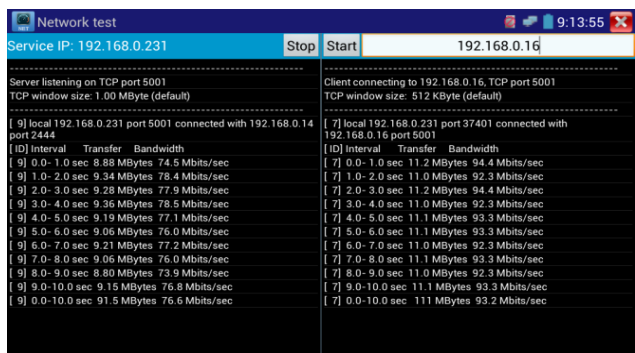 Network test
9:13:55
NET
Service IP: 192.168.0.231
Stop
Start
192.168.0.16
--------------------------------------------------------------
Server listening on TCP port 5001
TCP window size: 1.00 MByte (default)
--------------------------------------------------------------
[ 9] local 192.168.0.231 port 5001 connected with 192.168.0.14
port 2444
[ ID] Interval Transfer Bandwidth
[ 9] 0.0- 1.0 sec 8.88 MBytes 74.5 Mbits/sec
[ 9] 1.0- 2.0 sec 9.34 MBytes 78.4 Mbits/sec
[ 9] 2.0- 3.0 sec 9.28 MBytes 77.9 Mbits/sec
[ 9] 3.0- 4.0 sec 9.36 MBytes 78.5 Mbits/sec
[ 9] 4.0- 5.0 sec 9.19 MBytes 77.1 Mbits/sec
[ 9] 5.0- 6.0 sec 9.06 MBytes 76.0 Mbits/sec
[ 9] 6.0- 7.0 sec 9.21 MBytes 77.2 Mbits/sec
[ 9] 7.0- 8.0 sec 9.06 MBytes 76.0 Mbits/sec
[ 9] 8.0- 9.0 sec 8.80 MBytes 73.9 Mbits/sec
[ 9] 9.0-10.0 sec 9.15 MBytes 76.8 Mbits/sec
[ 9] 0.0-10.0 sec 91.5 MBytes 76.6 Mbits/sec
--------------------------------------------------------------
Client connecting to 192.168.0.16, TCP port 5001
TCP window size: 512 KByte (default)
--------------------------------------------------------------
[ 7] local 192.168.0.231 port 37401 connected with
192.168.0.16 port 5001
[ ID] Interval Transfer Bandwidth
[ 7] 0.0- 1.0 sec 11.2 MBytes 94.4 Mbits/sec
[ 7] 1.0- 2.0 sec 11.0 MBytes 92.3 Mbits/sec
[ 7] 2.0- 3.0 sec 11.2 MBytes 94.4 Mbits/sec
[ 7] 3.0- 4.0 sec 11.0 MBytes 92.3 Mbits/sec
[ 7] 4.0- 5.0 sec 11.1 MBytes 93.3 Mbits/sec
[ 7] 5.0- 6.0 sec 11.1 MBytes 93.3 Mbits/sec
[ 7] 6.0- 7.0 sec 11.0 MBytes 92.3 Mbits/sec
[ 7] 7.0- 8.0 sec 11.1 MBytes 93.3 Mbits/sec
[ 7] 8.0- 9.0 sec 11.0 MBytes 92.3 Mbits/sec
[ 7] 9.0-10.0 sec 11.1 MBytes 93.3 Mbits/sec
[ 7] 0.0-10.0 sec 111 MBytes 93.2 Mbits/sec